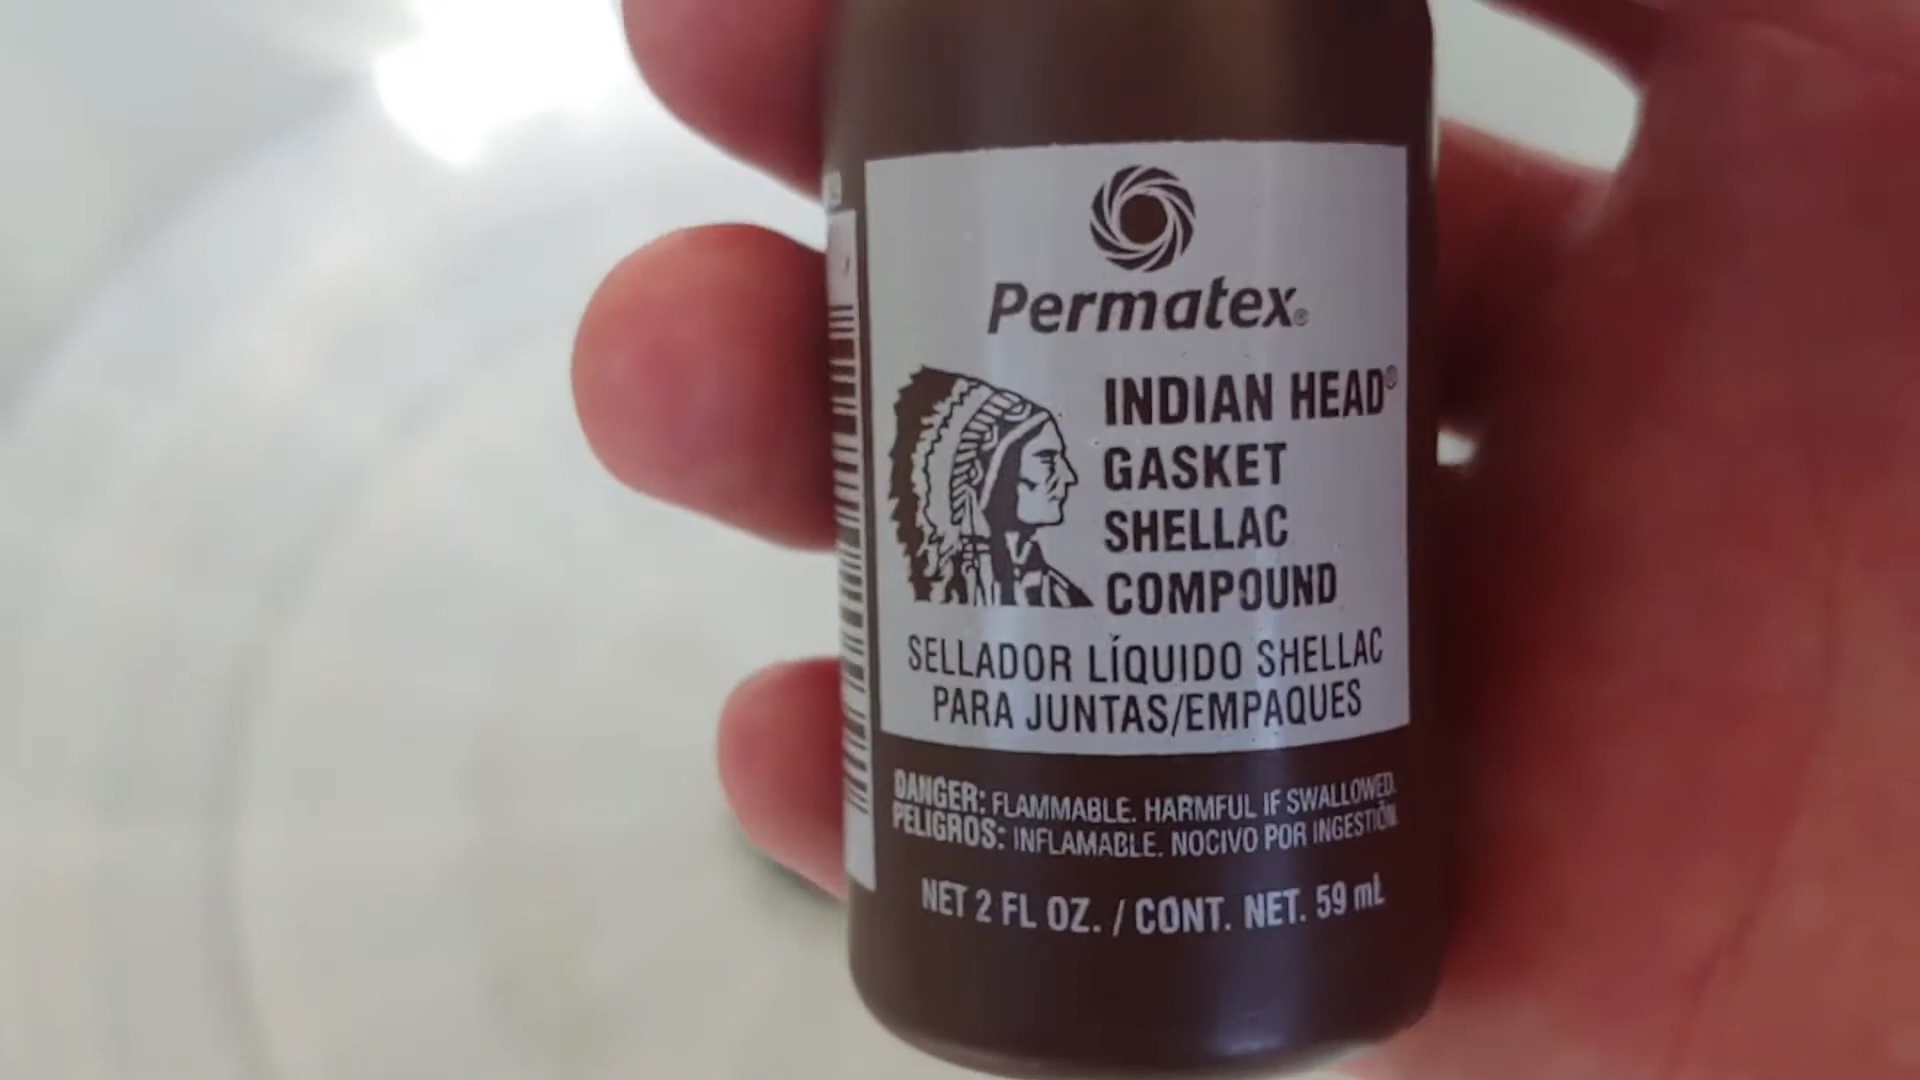 Permatex®
INDIAN HEAD®
GASKET
SHELLAC
COMPOUND
SELLADOR LÍQUIDO SHELLAC
PARA JUNTAS/EMPAQUES
DANGER: FLAMMABLE. HARMFUL IF SWALLOWED.
PELIGROS: INFLAMABLE. NOCIVO POR INGESTIÓN.
NET 2 FL OZ. / CONT. NET. 59 mL